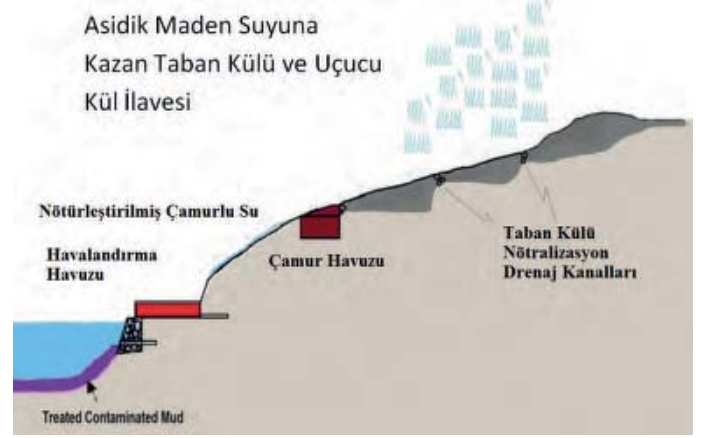 Asidik Maden Suyuna
Kazan Taban Külü ve Uçucu
Kül İlavesi
Nötürleştirilmiş Çamurlu Su
Havalandırma
Havuzu
Çamur Havuzu
Taban Külü
Nötralizasyon
Drenaj Kanalları
Treated Contaminated Mud